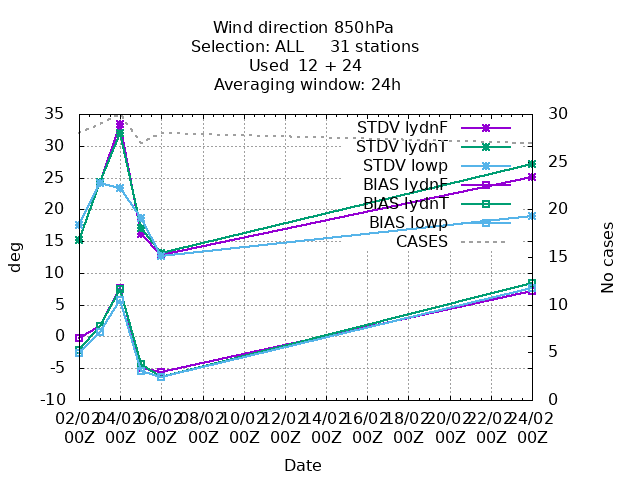 Wind direction 850hPa
Selection: ALL 31 stations
Used 12 + 24
Averaging window: 24h
35
30
25
20
15
10
5
0
-5
-10
deg
30
25
20
15
10
5
0
No cases
STDV lydnF
STDV lydnT
STDV lowp
BIAS lydnF
BIAS lydnT
BIAS lowp
CASES
02/02 04/02 06/02 08/02 10/02 12/02 14/02 16/02 18/02 20/02 22/02 24/02
00Z 00Z 00Z 00Z 00Z 00Z 00Z 00Z 00Z 00Z 00Z 00Z
Date